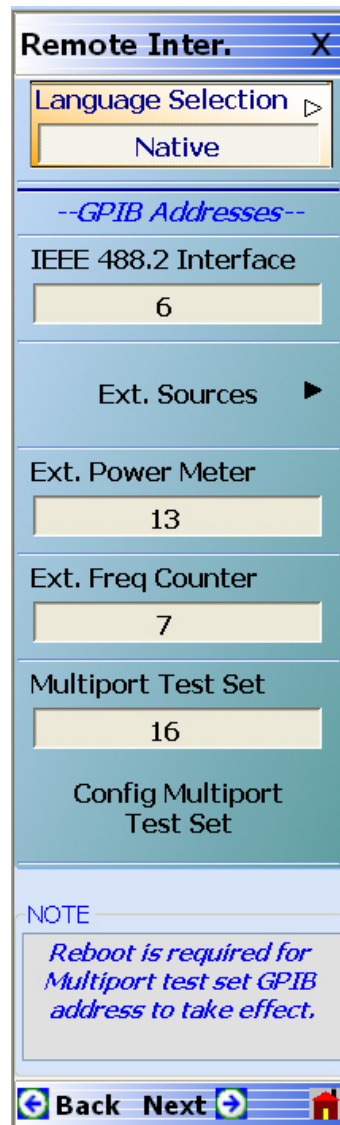 Remote Inter. X
Language Selection
Native
--GPIB Addresses--
IEEE 488.2 Interface
6
Ext. Sources
Ext. Power Meter
13
Ext. Freq Counter
7
Multiport Test Set
16
Config Multiport
Test Set
NOTE
Reboot is required for
Multiport test set GPIB
address to take effect.
Back Next